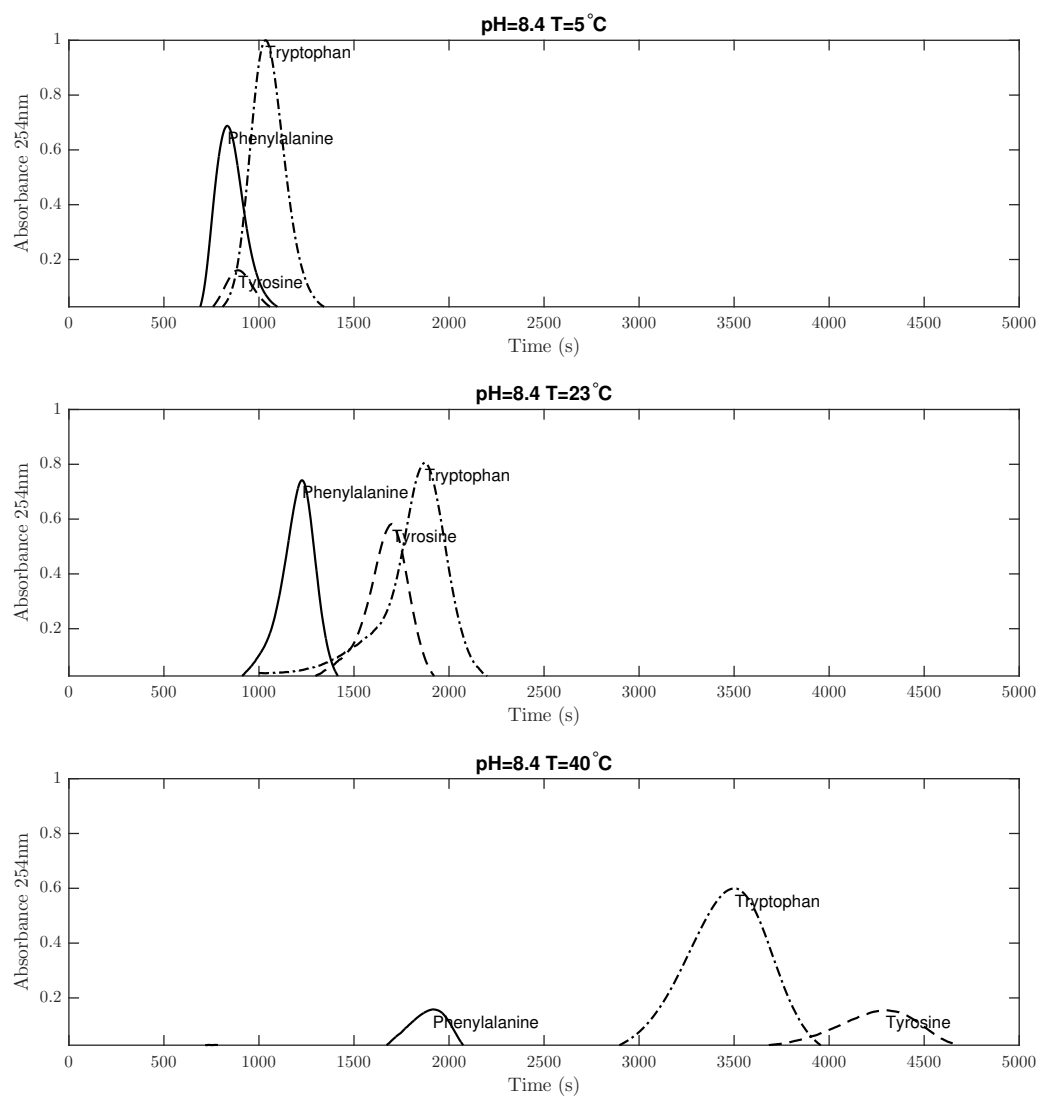 pH=8.4 T=5°C
1
0.8
0.6
0.4
0.2
Absorbance 254nm
Tryptophan
Phenylalanine
Tyrosine
0 500 1000 1500 2000 2500 3000 3500 4000 4500 5000
Time (s)
pH=8.4 T=23°C
1
0.8
0.6
0.4
0.2
Absorbance 254nm
Tryptophan
Phenylalanine
Tyrosine
0 500 1000 1500 2000 2500 3000 3500 4000 4500 5000
Time (s)
pH=8.4 T=40°C
1
0.8
0.6
0.4
0.2
Absorbance 254nm
Tryptophan
Phenylalanine
Tyrosine
0 500 1000 1500 2000 2500 3000 3500 4000 4500 5000
Time (s)